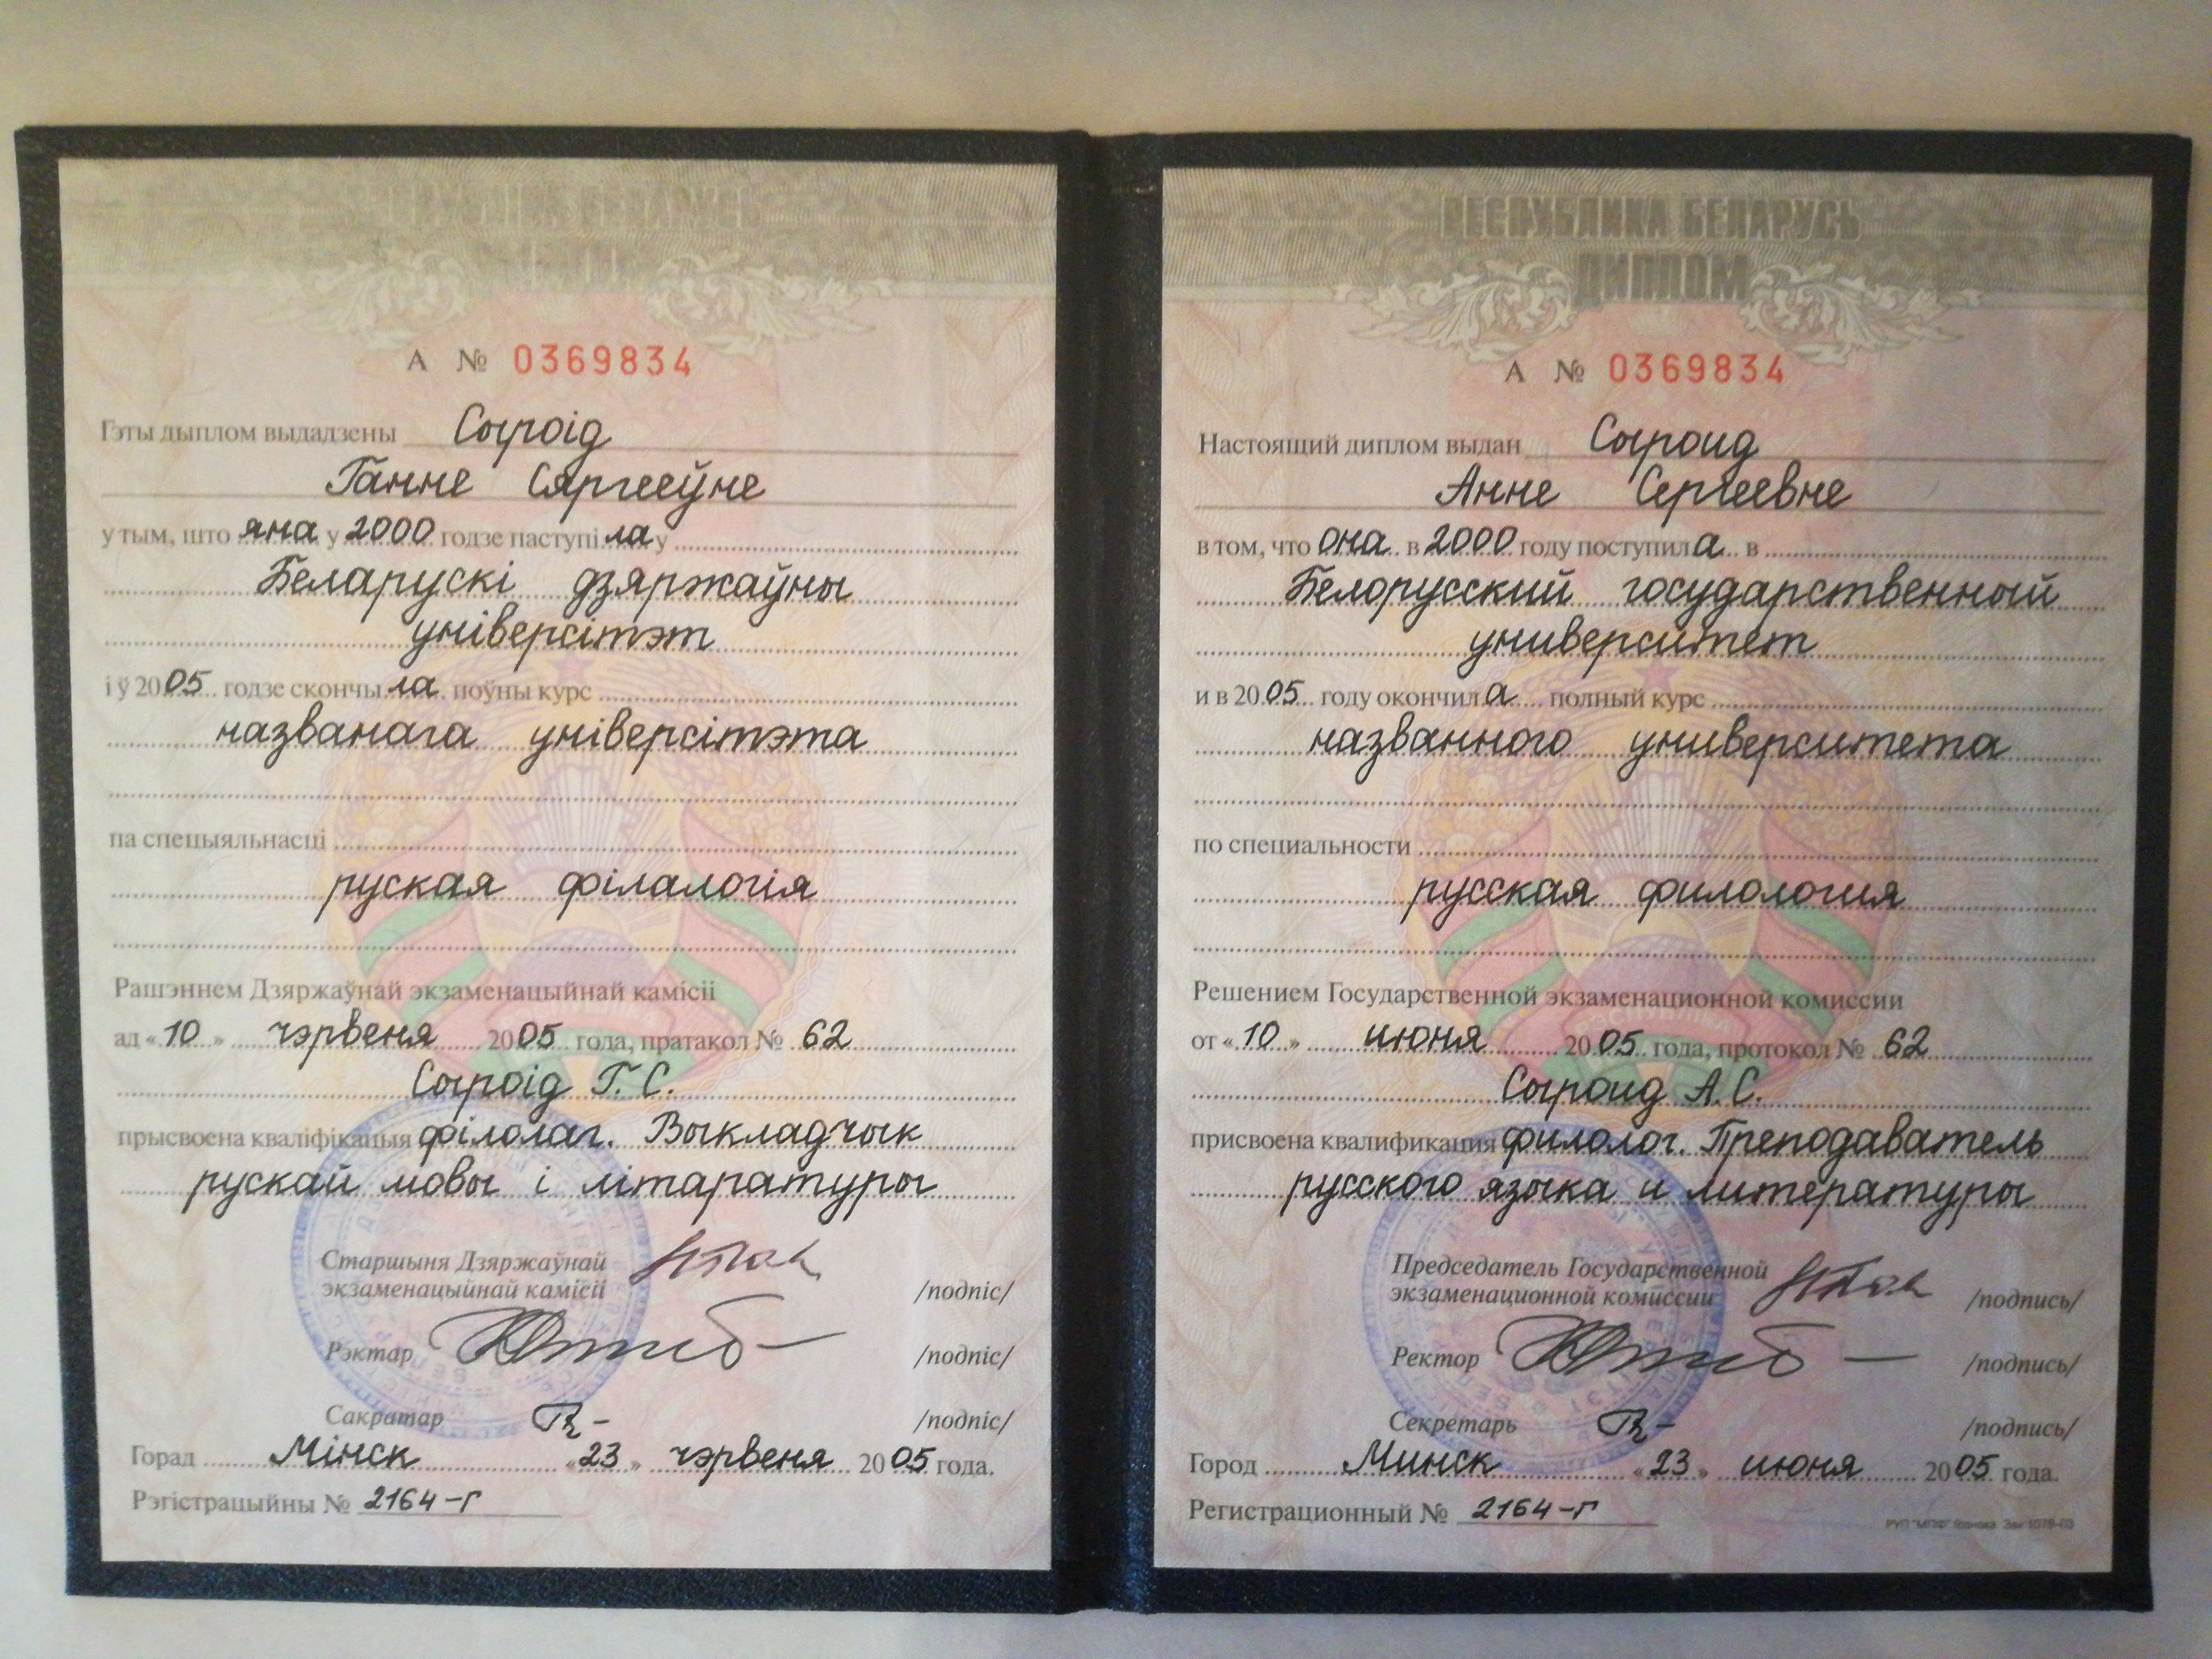 РЭСПУБЛІКА БЕЛАРУСЬ
А № 0369834
Гэты дыплом выдадзены Сыроід
Ганне Сяргееўне
у тым, што яна у 2000 годзе паступіла у
Беларускі дзяржаўны
універсітэт
і ў 2005 годзе скончыла поўны курс
названага універсітэта
па спецыяльнасці
руская філалогія
Рашэннем Дзяржаўнай экзаменацыйнай камісіі
ад «10» чэрвеня 2005 года, пратакол № 62
Сыроід Г. С.
прысвоена кваліфікацыя філолаг. Выкладчык
рускай мовы і літаратуры
Старшыня Дзяржаўнай
экзаменацыйнай камісіі /подпіс/
Рэктар /подпіс/
Сакратар /подпіс/
Горад Мінск «23» чэрвеня 2005 года.
Рэгістрацыйны № 2164-Г
РЕСПУБЛИКА БЕЛАРУСЬ
ДИПЛОМ
А № 0369834
Настоящий диплом выдан Сыроид
Анне Сергеевне
в том, что она в 2000 году поступила в
Белорусский государственный
университет
и в 2005 году окончила полный курс
названного университета
по специальности
русская филология
Решением Государственной экзаменационной комиссии
от «10» июня 2005 года, протокол № 62
Сыроид А. С.
присвоена квалификация филолог. Преподаватель
русского языка и литературы
Председатель Государственной
экзаменационной комиссии /подпись/
Ректор /подпись/
Секретарь /подпись/
Город Минск «23» июня 2005 года.
Регистрационный № 2164-Г